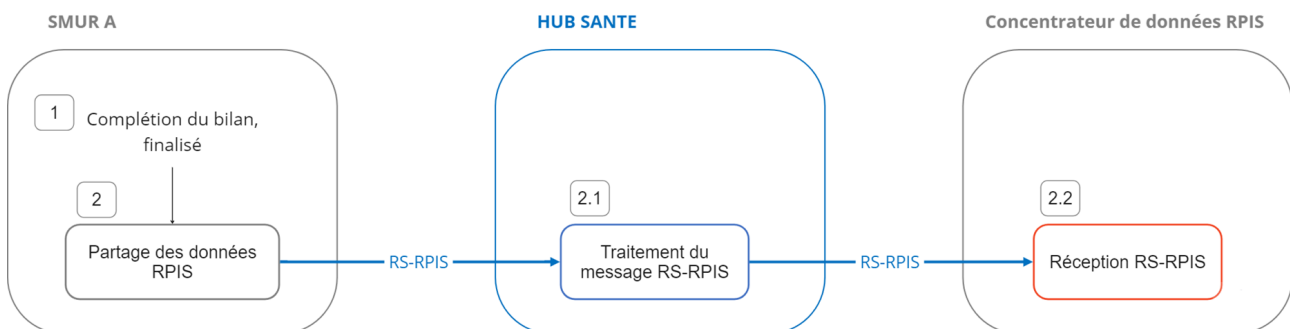 SMUR A
HUB SANTE
Concentrateur de données RPIS
1
Complétion du bilan,
finalisé
2
Partage des données
RPIS
RS-RPIS
2.1
Traitement du
message RS-RPIS
RS-RPIS
2.2
Réception RS-RPIS